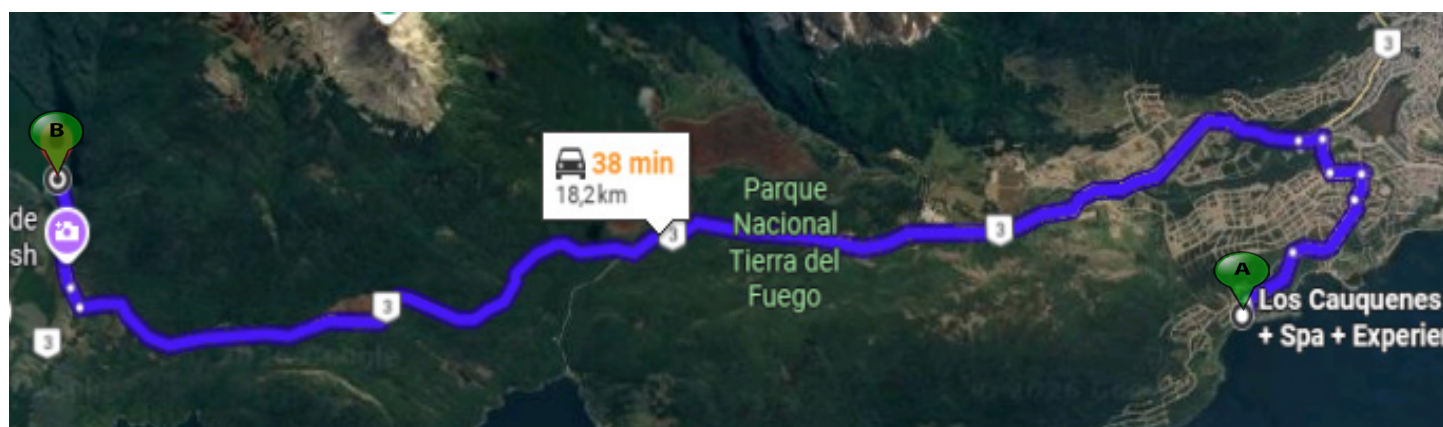 3
B
38 min
18,2 km
Parque
Nacional
Tierra del
Fuego
3
3
de
sh
A
3
3
Los Cauquenes
+ Spa + Experien